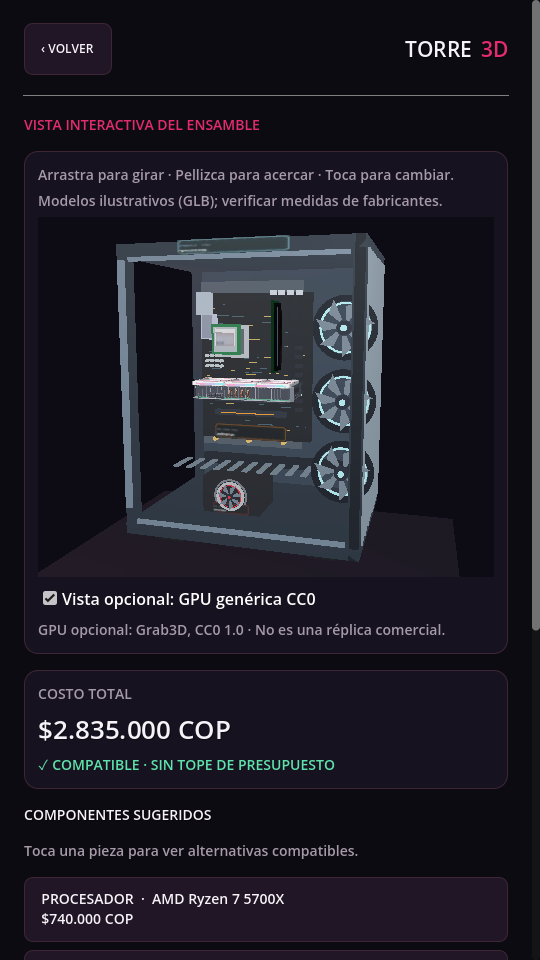 ‹ VOLVER
TORRE 3D
VISTA INTERACTIVA DEL ENSAMBLE
Arrastra para girar · Pellizca para acercar · Toca para cambiar.
Modelos ilustrativos (GLB); verificar medidas de fabricantes.
Vista opcional: GPU genérica CC0
GPU opcional: Grab3D, CC0 1.0 · No es una réplica comercial.
COSTO TOTAL
$2.835.000 COP
✓ COMPATIBLE · SIN TOPE DE PRESUPUESTO
COMPONENTES SUGERIDOS
Toca una pieza para ver alternativas compatibles.
PROCESADOR · AMD Ryzen 7 5700X
$740.000 COP